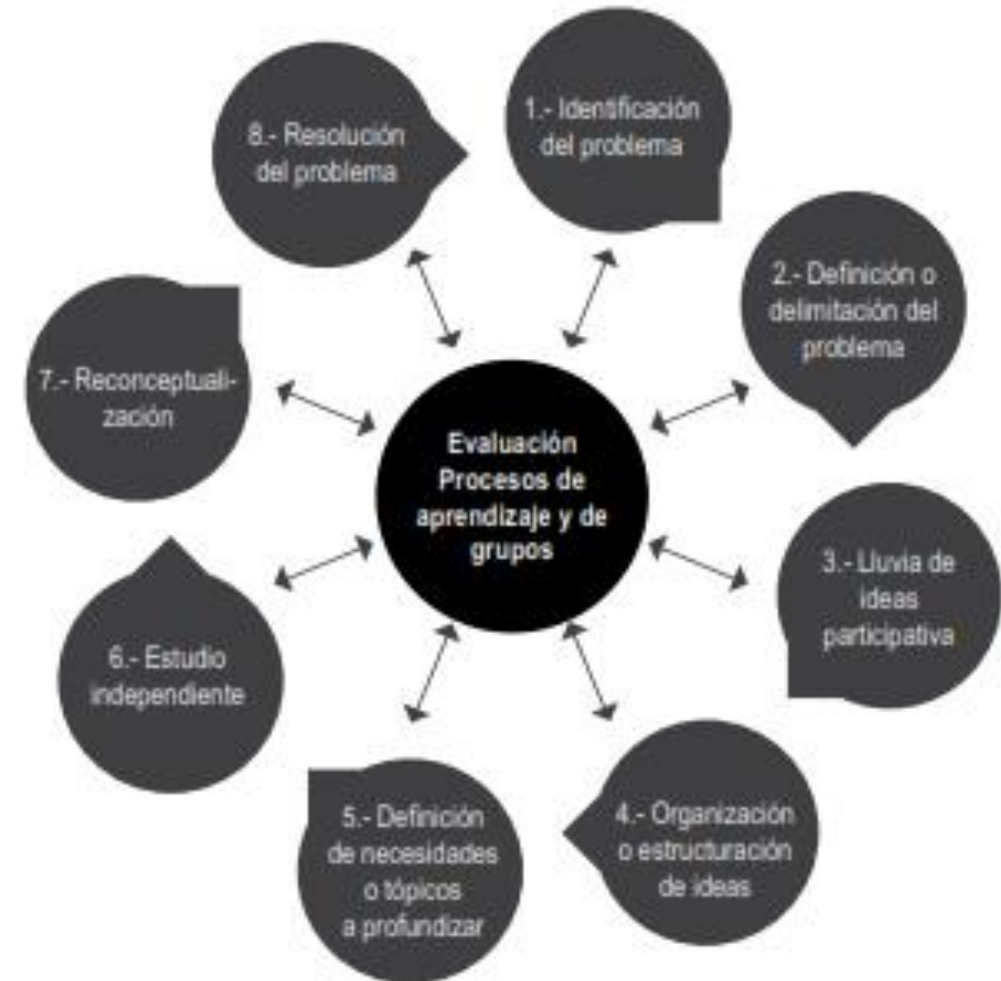 1.- Identificación
del problema
2.- Definición o
delimitación del
problema
3.- Lluvia de
ideas
participativa
4.- Organización
o estructuración
de ideas
5.- Definición
de necesidades
o tópicos
a profundizar
6.- Estudio
independiente
7.- Reconceptuali-
zación
8.- Resolución
del problema
Evaluación
Procesos de
aprendizaje y de
grupos